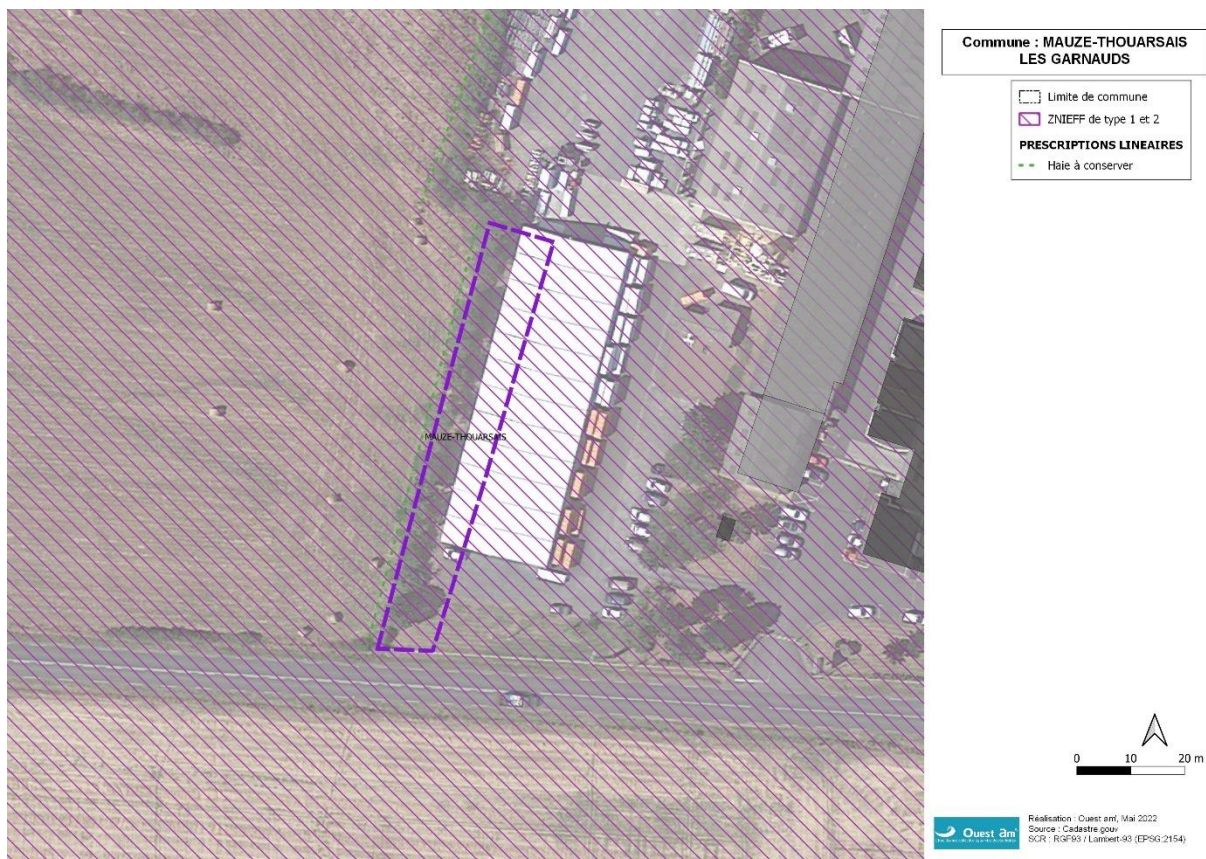 Commune : MAUZE-THOUARSAIS
LES GARNAUDS
Limite de commune
ZNIEFF de type 1 et 2
PRESCRIPTIONS LINEAIRES
Haie à conserver
MAUZE-THOUARSAIS
0 10 20 m
Ouest am'
Réalisation : Ouest am', Mai 2022
Source : Cadastre.gouv
SCR : RGF93 / Lambert-93 (EPSG:2154)